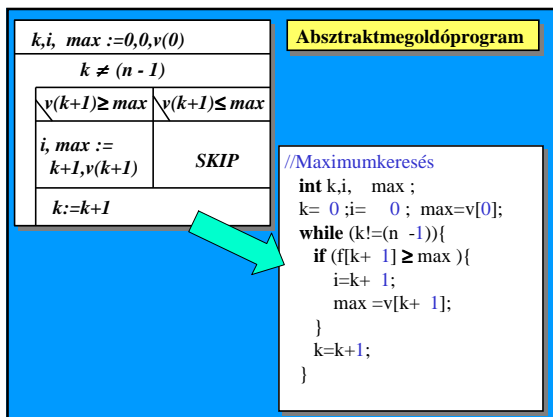 k,i, max :=0,0,v(0)
k ≠ (n - 1)
v(k+1)≥ max v(k+1)≤ max
i, max :=
k+1,v(k+1)
SKIP
k:=k+1
Absztraktmegoldóprogram
//Maximumkeresés
int k,i, max ;
k= 0 ;i= 0 ; max=v[0];
while (k!=(n -1)){
if (f[k+ 1] ≥ max ){
i=k+ 1;
max =v[k+ 1];
}
k=k+1;
}